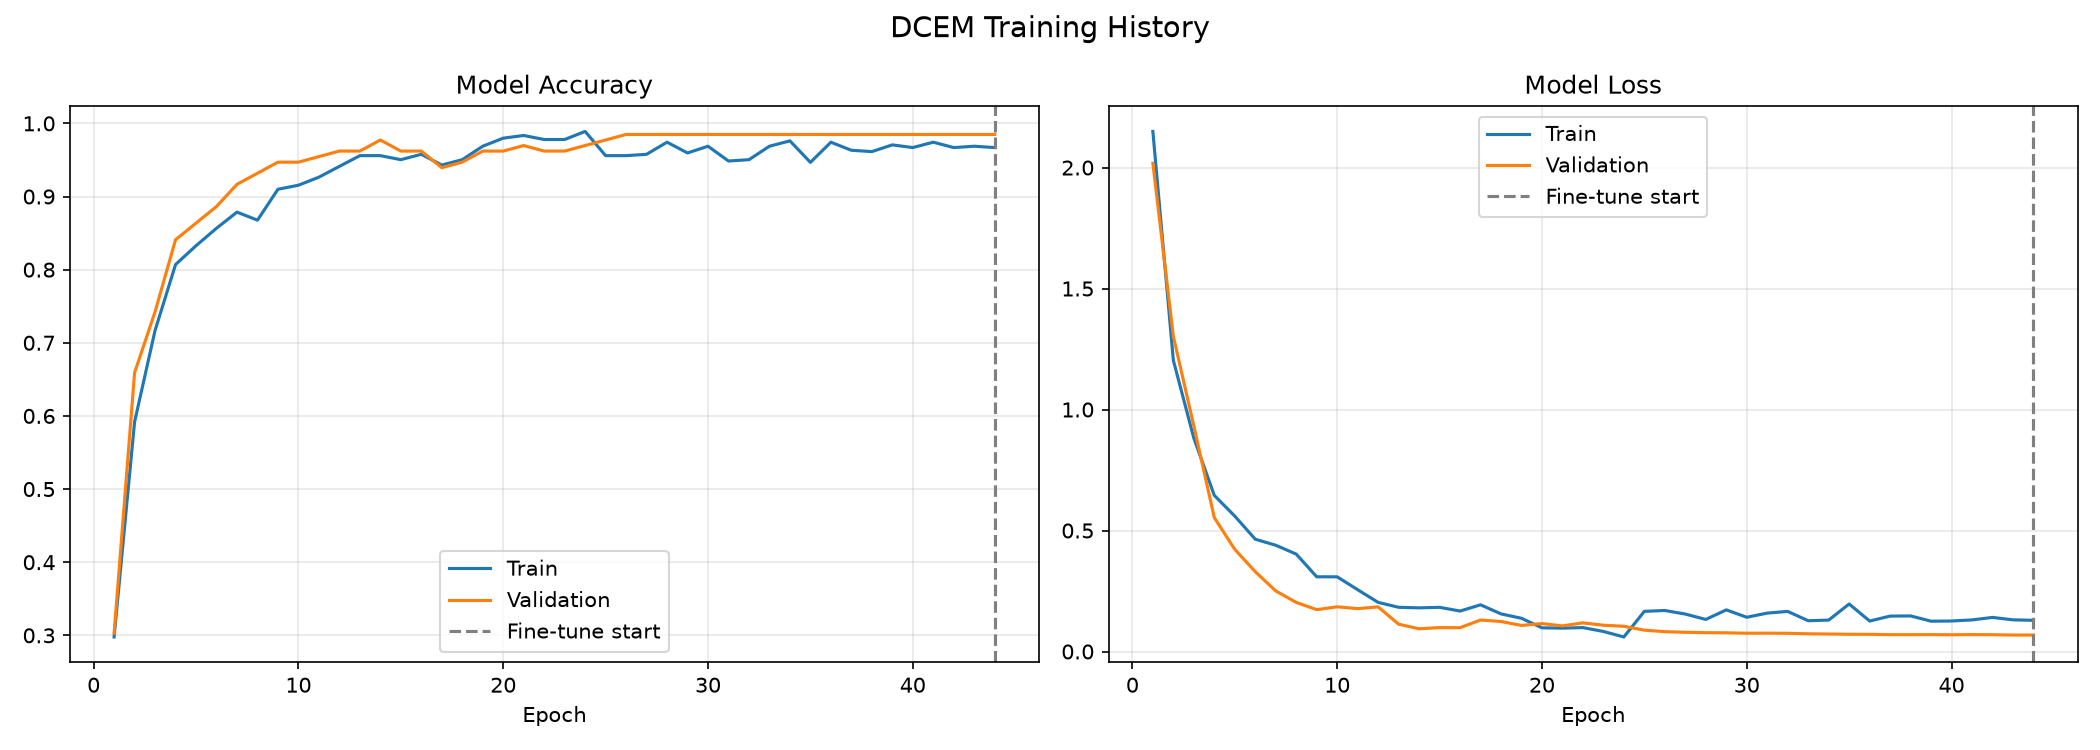 DCEM Training History
Model Accuracy
1.0
0.9
0.8
0.7
0.6
0.5
0.4
0.3
Train
Validation
Fine-tune start
0 10 20 30 40
Epoch
Model Loss
2.0
1.5
1.0
0.5
0.0
Train
Validation
Fine-tune start
0 10 20 30 40
Epoch